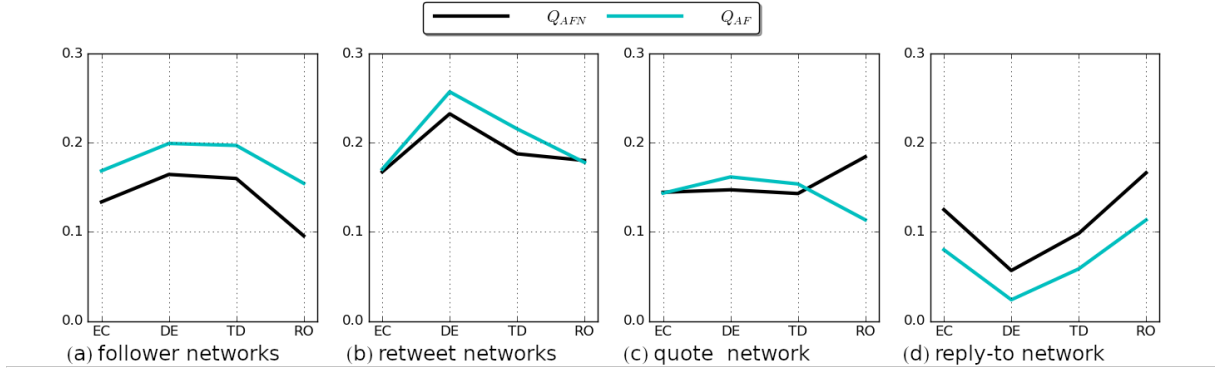 Q_AFN Q_AF
0.3 0.3 0.3 0.3
0.2 0.2 0.2 0.2
0.1 0.1 0.1 0.1
0.0 0.0 0.0 0.0
EC DE TD RO EC DE TD RO EC DE TD RO EC DE TD RO
(a) follower networks (b) retweet networks (c) quote network (d) reply-to network